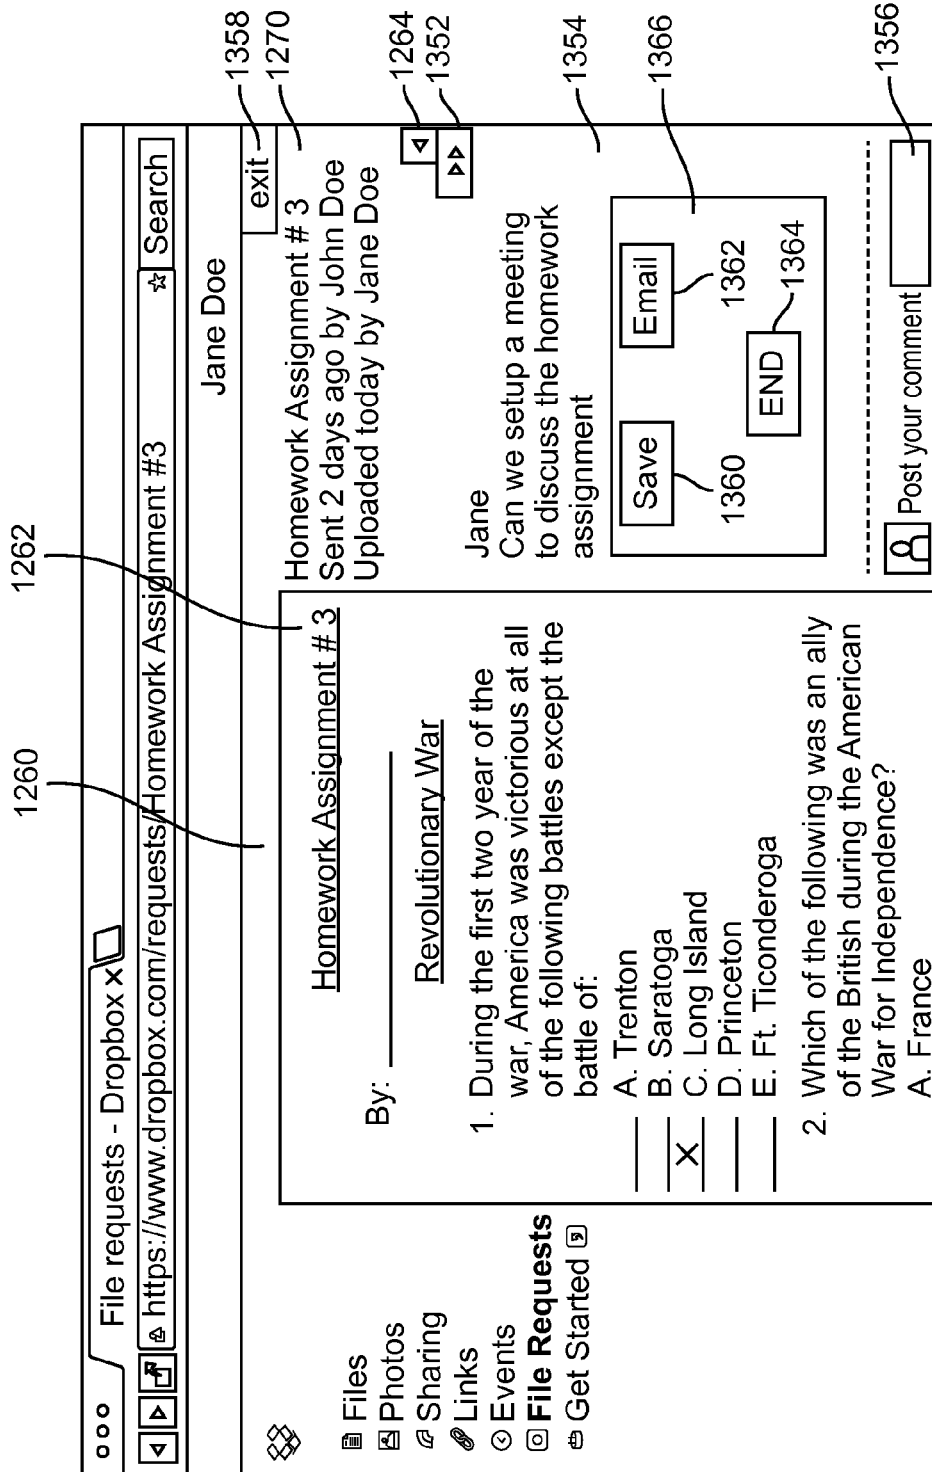 1260
1262
File requests - Dropbox X
https://www.dropbox.com/requests/Homework Assignment #3
Search
Jane Doe
exit
1358
1270
Files
Photos
Sharing
Links
Events
File Requests
Get Started
Homework Assignment # 3
By:
Revolutionary War
1. During the first two year of the
war, America was victorious at all
of the following battles except the
battle of:
A. Trenton
B. Saratoga
X C. Long Island
D. Princeton
E. Ft. Ticonderoga
2. Which of the following was an ally
of the British during the American
War for Independence?
A. France
Homework Assignment # 3
Sent 2 days ago by John Doe
Uploaded today by Jane Doe
1264
1352
Jane
Can we setup a meeting
to discuss the homework
assignment
1354
Save
Email
1360
1362
END
1364
1366
Post your comment
1356